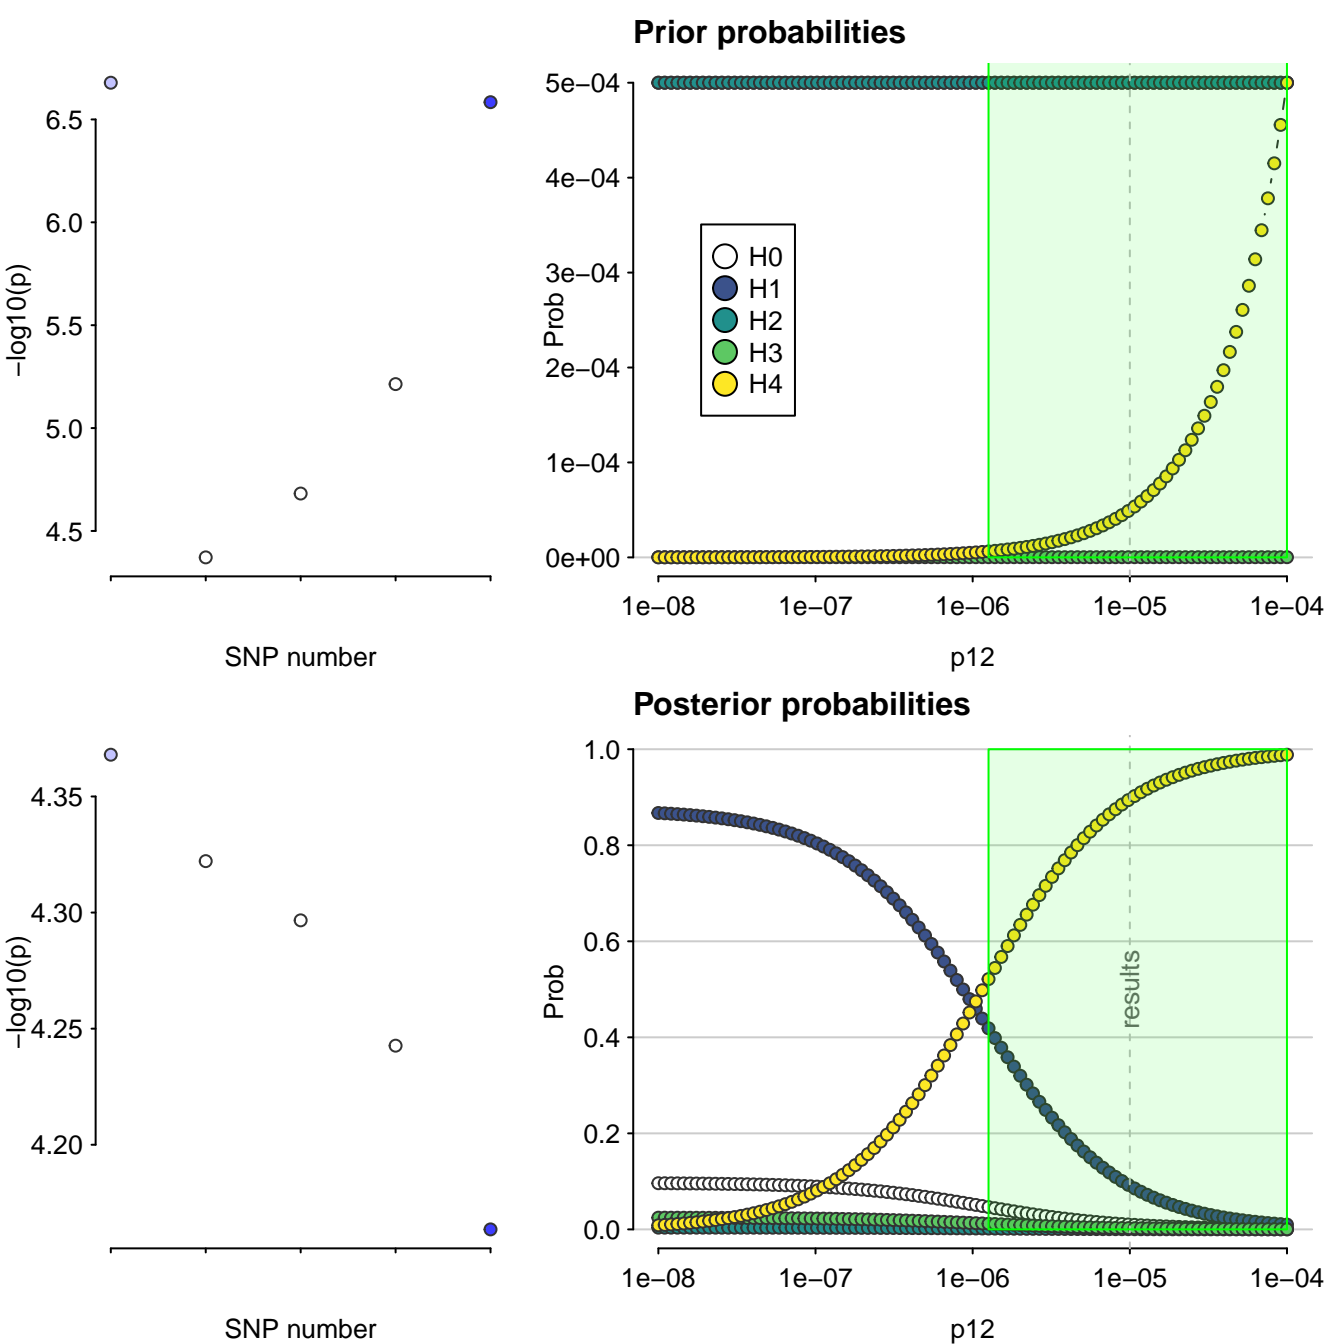 6.5
6.0
5.5
5.0
4.5
−log10(p)
SNP number
Prior probabilities
5e−04
4e−04
3e−04
2e−04
1e−04
0e+00
Prob
H0
H1
H2
H3
H4
1e−08 1e−07 1e−06 1e−05 1e−04
p12
4.35
4.30
4.25
4.20
−log10(p)
SNP number
Posterior probabilities
1.0
0.8
0.6
0.4
0.2
0.0
Prob
results
1e−08 1e−07 1e−06 1e−05 1e−04
p12